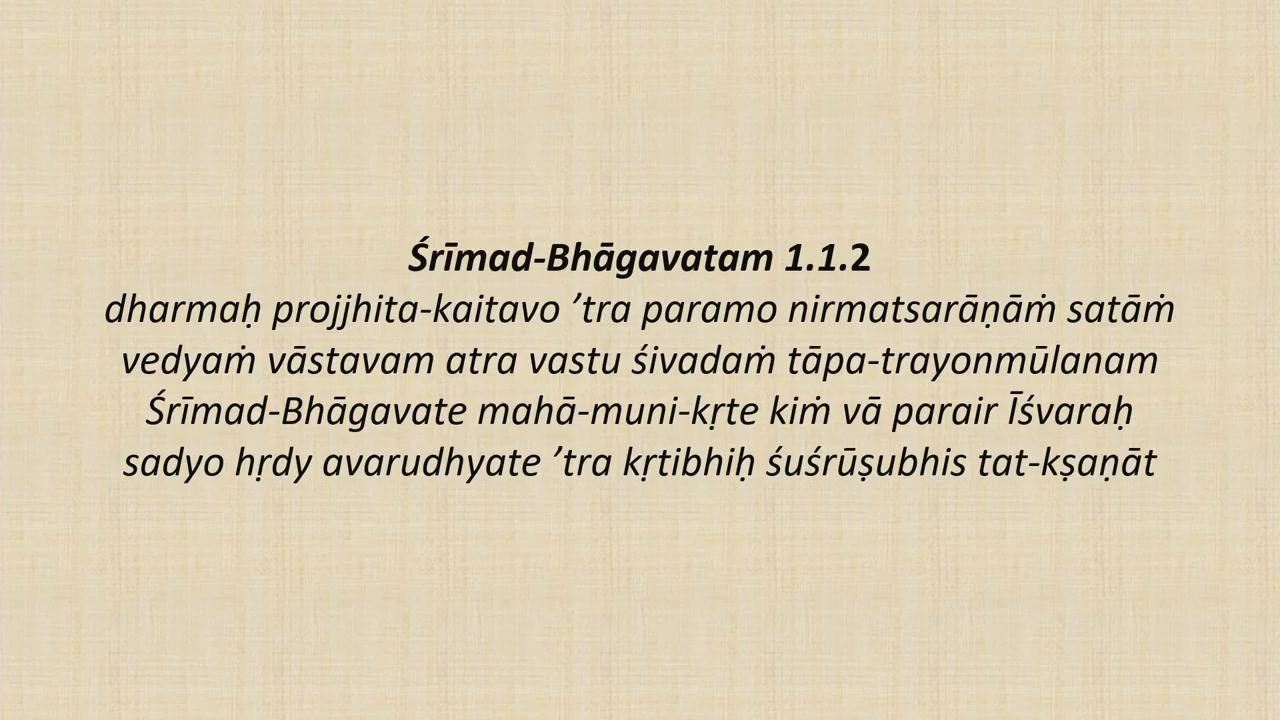 Śrīmad-Bhāgavatam 1.1.2
dharmaḥ projjhita-kaitavo ’tra paramo nirmatsarāṇāṁ satāṁ
vedyaṁ vāstavam atra vastu śivadaṁ tāpa-trayonmūlanam
Śrīmad-Bhāgavate mahā-muni-kṛte kiṁ vā parair Īśvaraḥ
sadyo hṛdy avarudhyate ’tra kṛtibhiḥ śuśrūṣubhis tat-kṣaṇāt